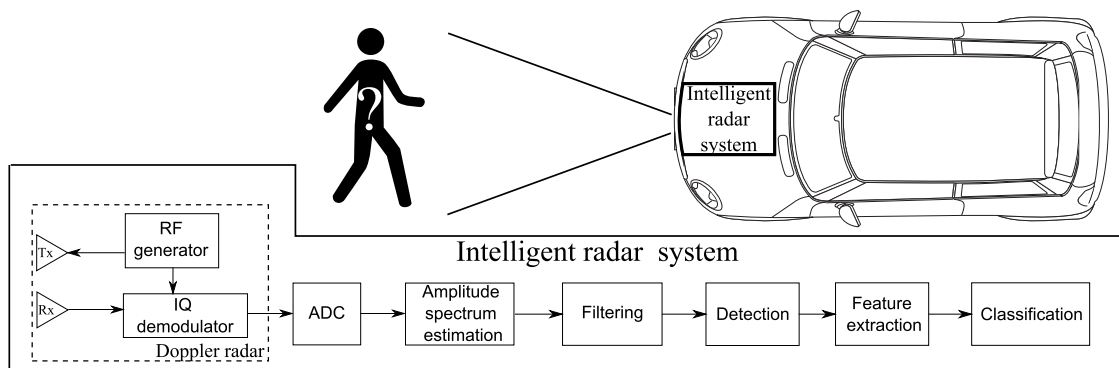 ?
Intelligent
radar
system
Intelligent radar system
RF
generator
Tx
Rx
IQ
demodulator
Doppler radar
ADC
Amplitude
spectrum
estimation
Filtering
Detection
Feature
extraction
Classification